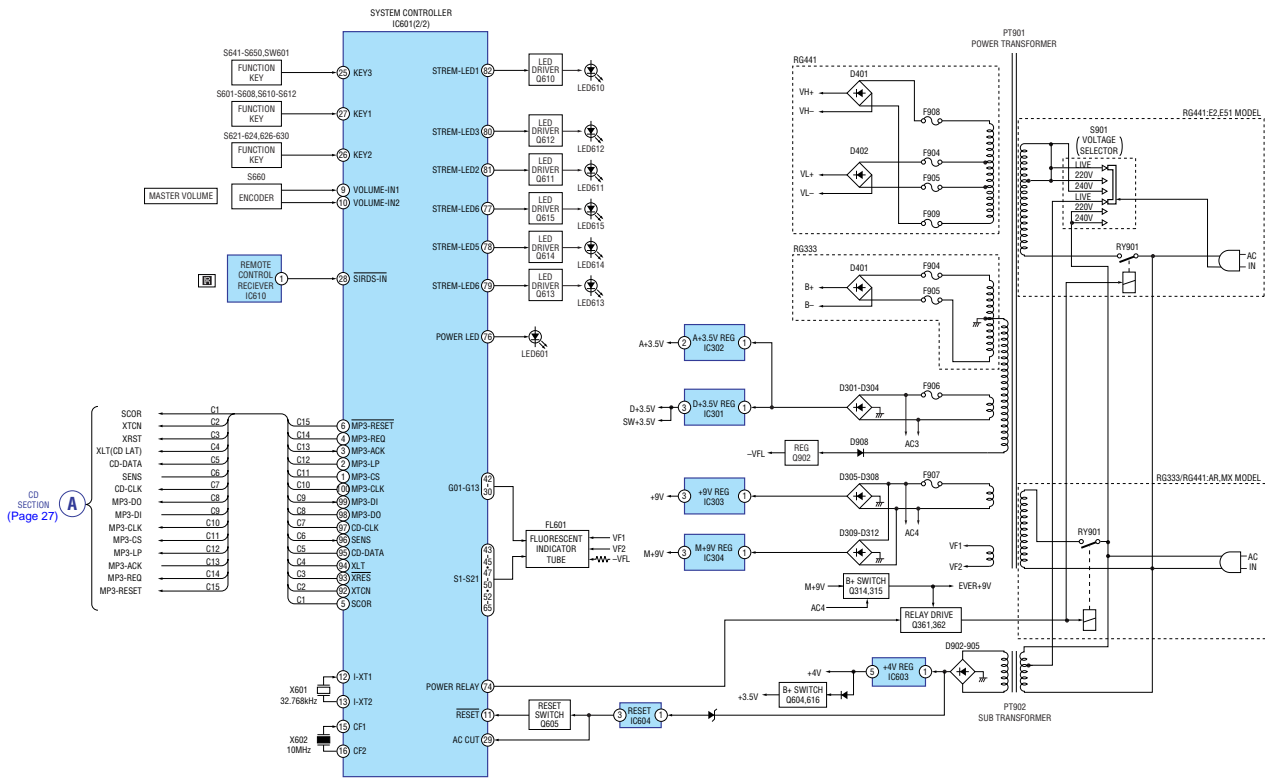 SYSTEM CONTROLLER
IC601(2/2)
S641-S650,SW601
FUNCTION
KEY
25 KEY3
S601-S608,S610-S612
FUNCTION
KEY
27 KEY1
S621-624,626-630
FUNCTION
KEY
26 KEY2
S660
MASTER VOLUME
ENCODER
9 VOLUME-IN1
10 VOLUME-IN2
REMOTE
CONTROL
RECIEVER
IC610
1
28 SIRDS-IN
STREM-LED1 82
LED
DRIVER
Q610
LED610
STREM-LED3 80
LED
DRIVER
Q612
LED612
STREM-LED2 81
LED
DRIVER
Q611
LED611
STREM-LED6 77
LED
DRIVER
Q615
LED615
STREM-LED5 78
LED
DRIVER
Q614
LED614
STREM-LED6 79
LED
DRIVER
Q613
LED613
POWER LED 76
LED601
CD
SECTION
(Page 27)
A
SCOR C1
XTCN C2
XRST C3
XLT(CD LAT) C4
CD-DATA C5
SENS C6
CD-CLK C7
MP3-DO C8
MP3-DI C9
MP3-CLK C10
MP3-CS C11
MP3-LP C12
MP3-ACK C13
MP3-REQ C14
MP3-RESET C15
C15 6 MP3-RESET
C14 4 MP3-REQ
C13 3 MP3-ACK
C12 2 MP3-LP
C11 1 MP3-CS
C10 100 MP3-CLK
C9 99 MP3-DI
C8 98 MP3-DO
C7 97 CD-CLK
C6 96 SENS
C5 95 CD-DATA
C4 94 XLT
C3 93 XRES
C2 92 XTCN
C1 5 SCOR
G01-G13
42
30
S1-S21
43
45
47
50
52
65
FL601
FLUORESCENT
INDICATOR
TUBE
VF1
VF2
–VFL
X601
32.768kHz
12 I-XT1
13 I-XT2
X602
10MHz
15 CF1
16 CF2
POWER RELAY 74
RESET 11
AC CUT 29
RESET
SWITCH
Q605
3 RESET 1
IC604
PT901
POWER TRANSFORMER
RG441
D401
VH+
VH–
F908
D402
F904
VL+
VL–
F905
F909
RG333
D401
F904
B+
B–
F905
A+3.5V
2 A+3.5V REG 1
IC302
D+3.5V
SW+3.5V
3 D+3.5V REG 1
IC301
D301-D304
F906
AC3
–VFL
REG
Q902
D908
+9V
3 +9V REG 1
IC303
D305-D308
F907
AC4
M+9V
3 M+9V REG 1
IC304
D309-D312
VF1
VF2
M+9V
AC4
B+ SWITCH
Q314,315
EVER+9V
RELAY DRIVE
Q361,362
D902-905
+4V
5 +4V REG 1
IC603
+3.5V
B+ SWITCH
Q604,616
PT902
SUB TRANSFORMER
RG441:E2,E51 MODEL
S901
(VOLTAGE
SELECTOR)
LIVE
220V
240V
LIVE
220V
240V
RY901
AC
IN
RG333/RG441:AR,MX MODEL
RY901
AC
IN